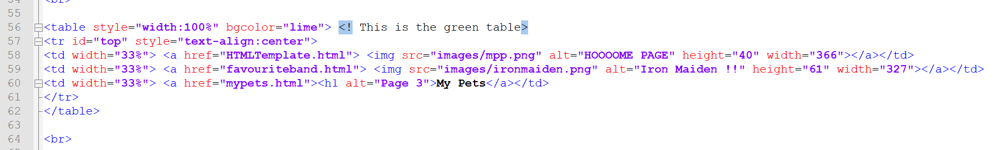 54 <br>
55
56 <table style="width:100%" bgcolor="lime"> <! This is the green table>
57 <tr id="top" style="text-align:center">
58 <td width="33%"> <a href="HTMLTemplate.html"> <img src="images/mpp.png" alt="HOOOOME PAGE" height="40" width="366"></a></td>
59 <td width="33%"> <a href="favouriteband.html"> <img src="images/ironmaiden.png" alt="Iron Maiden !!" height="61" width="327"></a></td>
60 <td width="33%"> <a href="mypets.html"><h1 alt="Page 3">My Pets</a></td>
61 </tr>
62 </table>
63
64 <br>